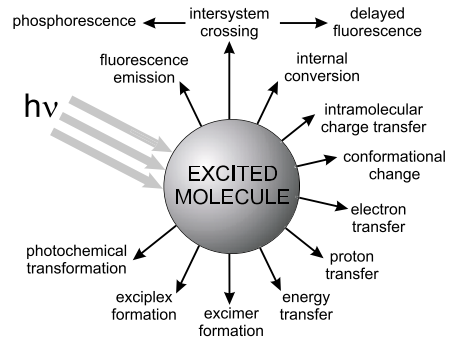 phosphorescence
intersystem
crossing
delayed
fluorescence
fluorescence
emission
internal
conversion
hν
intramolecular
charge transfer
conformational
change
EXCITED
MOLECULE
electron
transfer
proton
transfer
energy
transfer
excimer
formation
exciplex
formation
photochemical
transformation